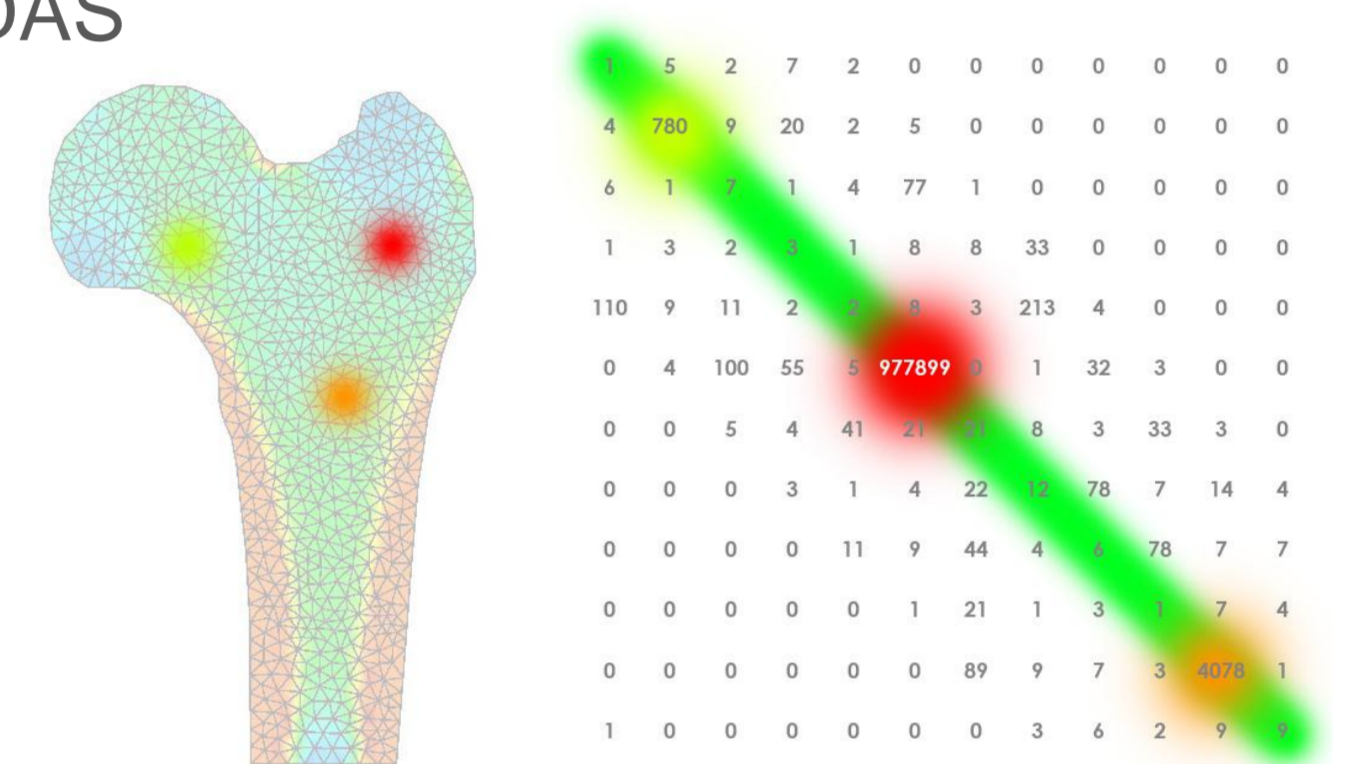 DAS
1 5 2 7 2 0 0 0 0 0 0 0
4 780 9 20 2 5 0 0 0 0 0 0
6 1 7 1 4 77 1 0 0 0 0 0
1 3 2 3 1 8 8 33 0 0 0 0
110 9 11 2 2 8 3 213 4 0 0 0
0 4 100 55 5 977899 0 1 32 3 0 0
0 0 5 4 41 21 21 8 3 33 3 0
0 0 0 3 1 4 22 12 78 7 14 4
0 0 0 0 11 9 44 4 6 78 7 7
0 0 0 0 0 1 21 1 3 1 7 4
0 0 0 0 0 0 89 9 7 3 4078 1
1 0 0 0 0 0 0 3 6 2 9 9